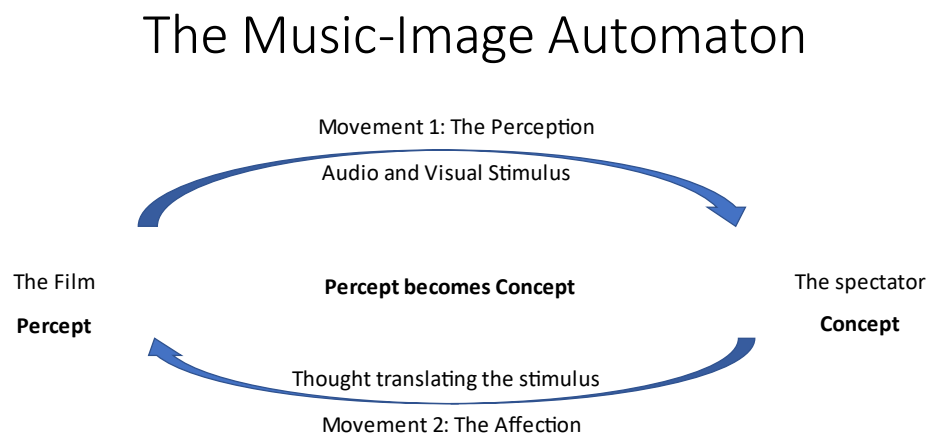 The Music-Image Automaton
Movement 1: The Perception
Audio and Visual Stimulus
The Film
Percept becomes Concept
The spectator
Percept
Concept
Thought translating the stimulus
Movement 2: The Affection